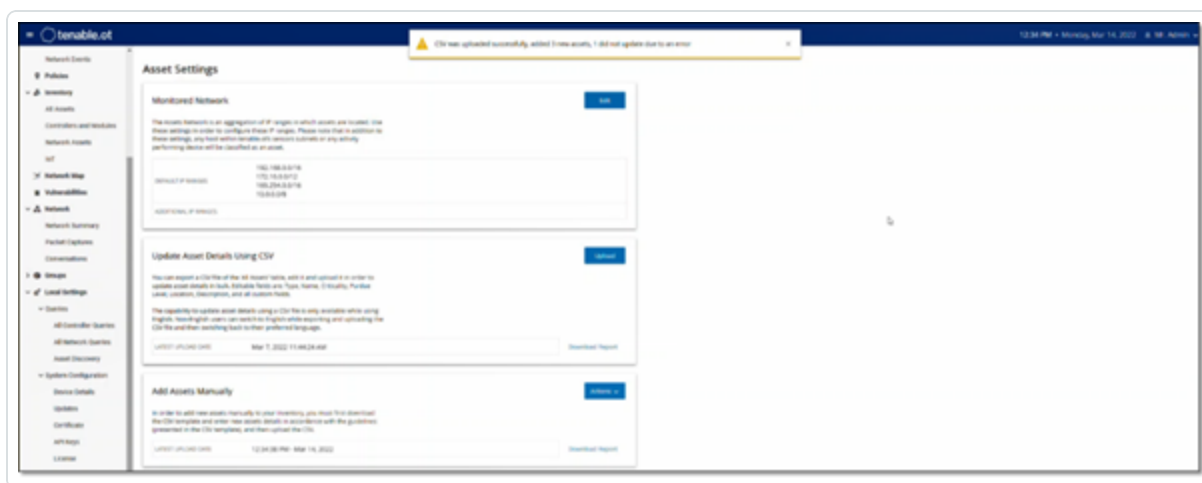 tenable.ot
CSV was uploaded successfully, added 3 new assets, 1 did not update due to an error
12:34 PM • Monday, Mar 14, 2022 Mr. Admin
Network Events
Policies
Inventory
All Assets
Controllers and Modules
Network Assets
IoT
Network Map
Vulnerabilities
Network
Network Summary
Packet Captures
Conversations
Groups
Local Settings
Queries
All Controller Queries
All Network Queries
Asset Discovery
System Configuration
Device Details
Updates
Certificate
API Keys
License
Asset Settings
Monitored Network
Edit
The Assets Network is an aggregation of IP ranges in which assets are located. Use
these settings in order to configure these IP ranges. Please note that in addition to
these settings, any host within tenable.ot's sensors subnets or any activity
performing device will be classified as an asset.
DEFAULT IP RANGES
192.168.0.0/16
172.16.0.0/12
169.254.0.0/16
10.0.0.0/8
ADDITIONAL IP RANGES
Update Asset Details Using CSV
Upload
You can export a CSV file of the 'All Assets' table, edit it and upload it in order to
update asset details in bulk. Editable fields are: Type, Name, Criticality, Purdue
Level, Location, Description, and all custom fields.
The capability to update asset details using a CSV file is only available while using
English. Non-English users can switch to English while exporting and uploading the
CSV file and then switching back to their preferred language.
LATEST UPLOAD DATE Mar 7, 2022 11:44:24 AM Download Report
Add Assets Manually
Actions
In order to add new assets manually to your inventory, you must first download
the CSV template and enter new assets details in accordance with the guidelines
(presented in the CSV template), and then upload the CSV.
LATEST UPLOAD DATE 12:34:38 PM · Mar 14, 2022 Download Report